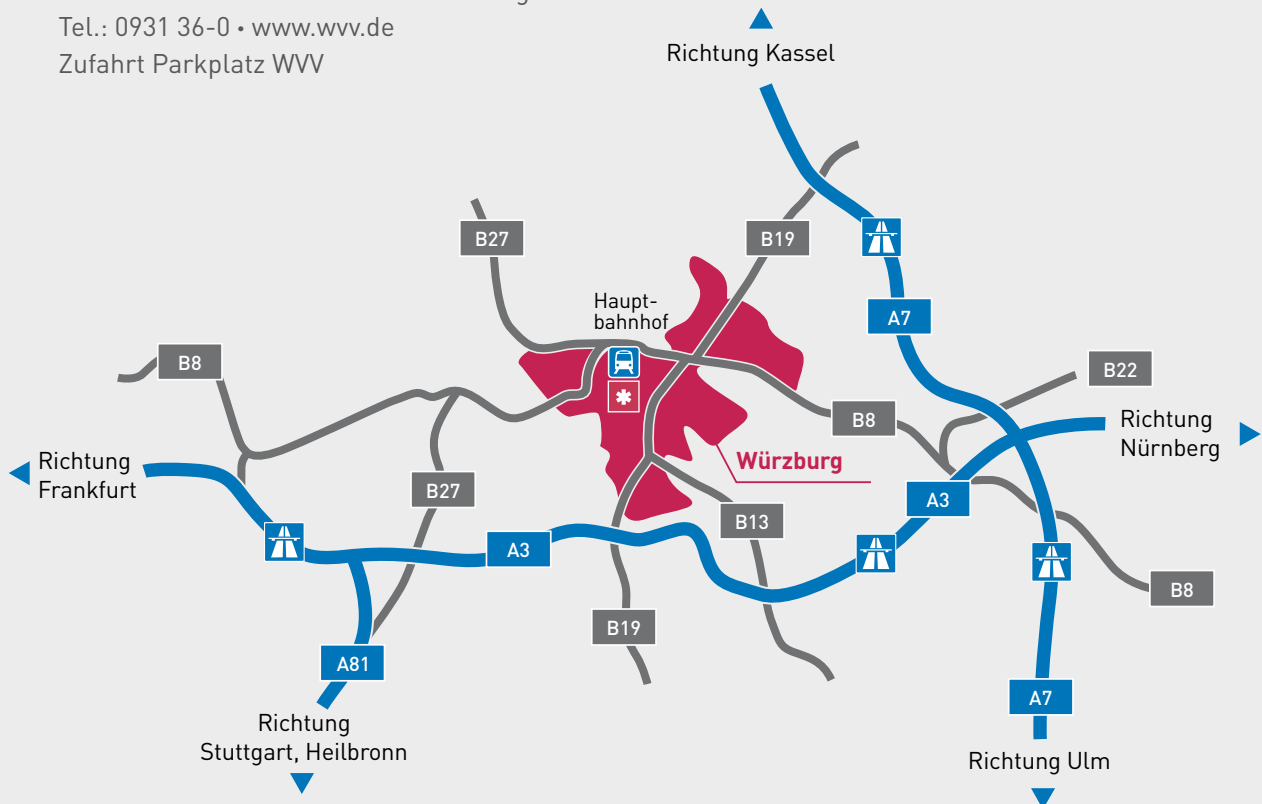 Tel.: 0931 36-0 • www.wvv.de
Zufahrt Parkplatz WVV
Richtung Kassel
B27
B19
Haupt-
bahnhof
A7
B8
B22
B8
Richtung
Nürnberg
Würzburg
Richtung
Frankfurt
B27
A3
B13
A3
B8
B19
A81
A7
Richtung
Stuttgart, Heilbronn
Richtung Ulm